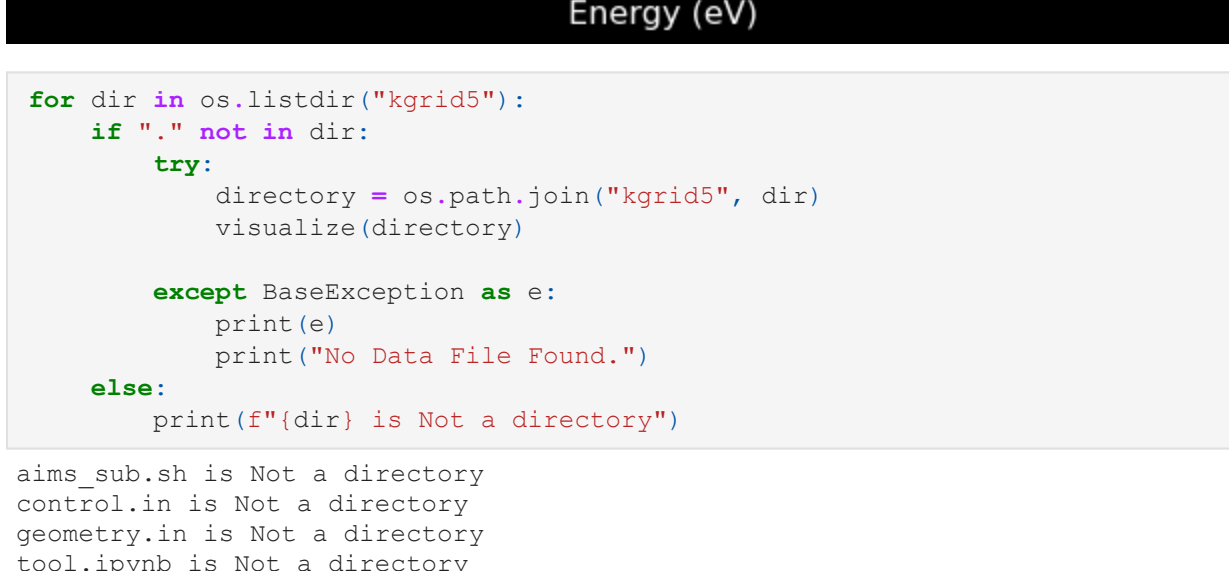 Energy (eV)
for dir in os.listdir("kgrid5"):
    if "." not in dir:
        try:
            directory = os.path.join("kgrid5", dir)
            visualize(directory)
        except BaseException as e:
            print(e)
            print("No Data File Found.")
    else:
        print(f"{dir} is Not a directory")
aims_sub.sh is Not a directory
control.in is Not a directory
geometry.in is Not a directory
tool.ipynb is Not a directory